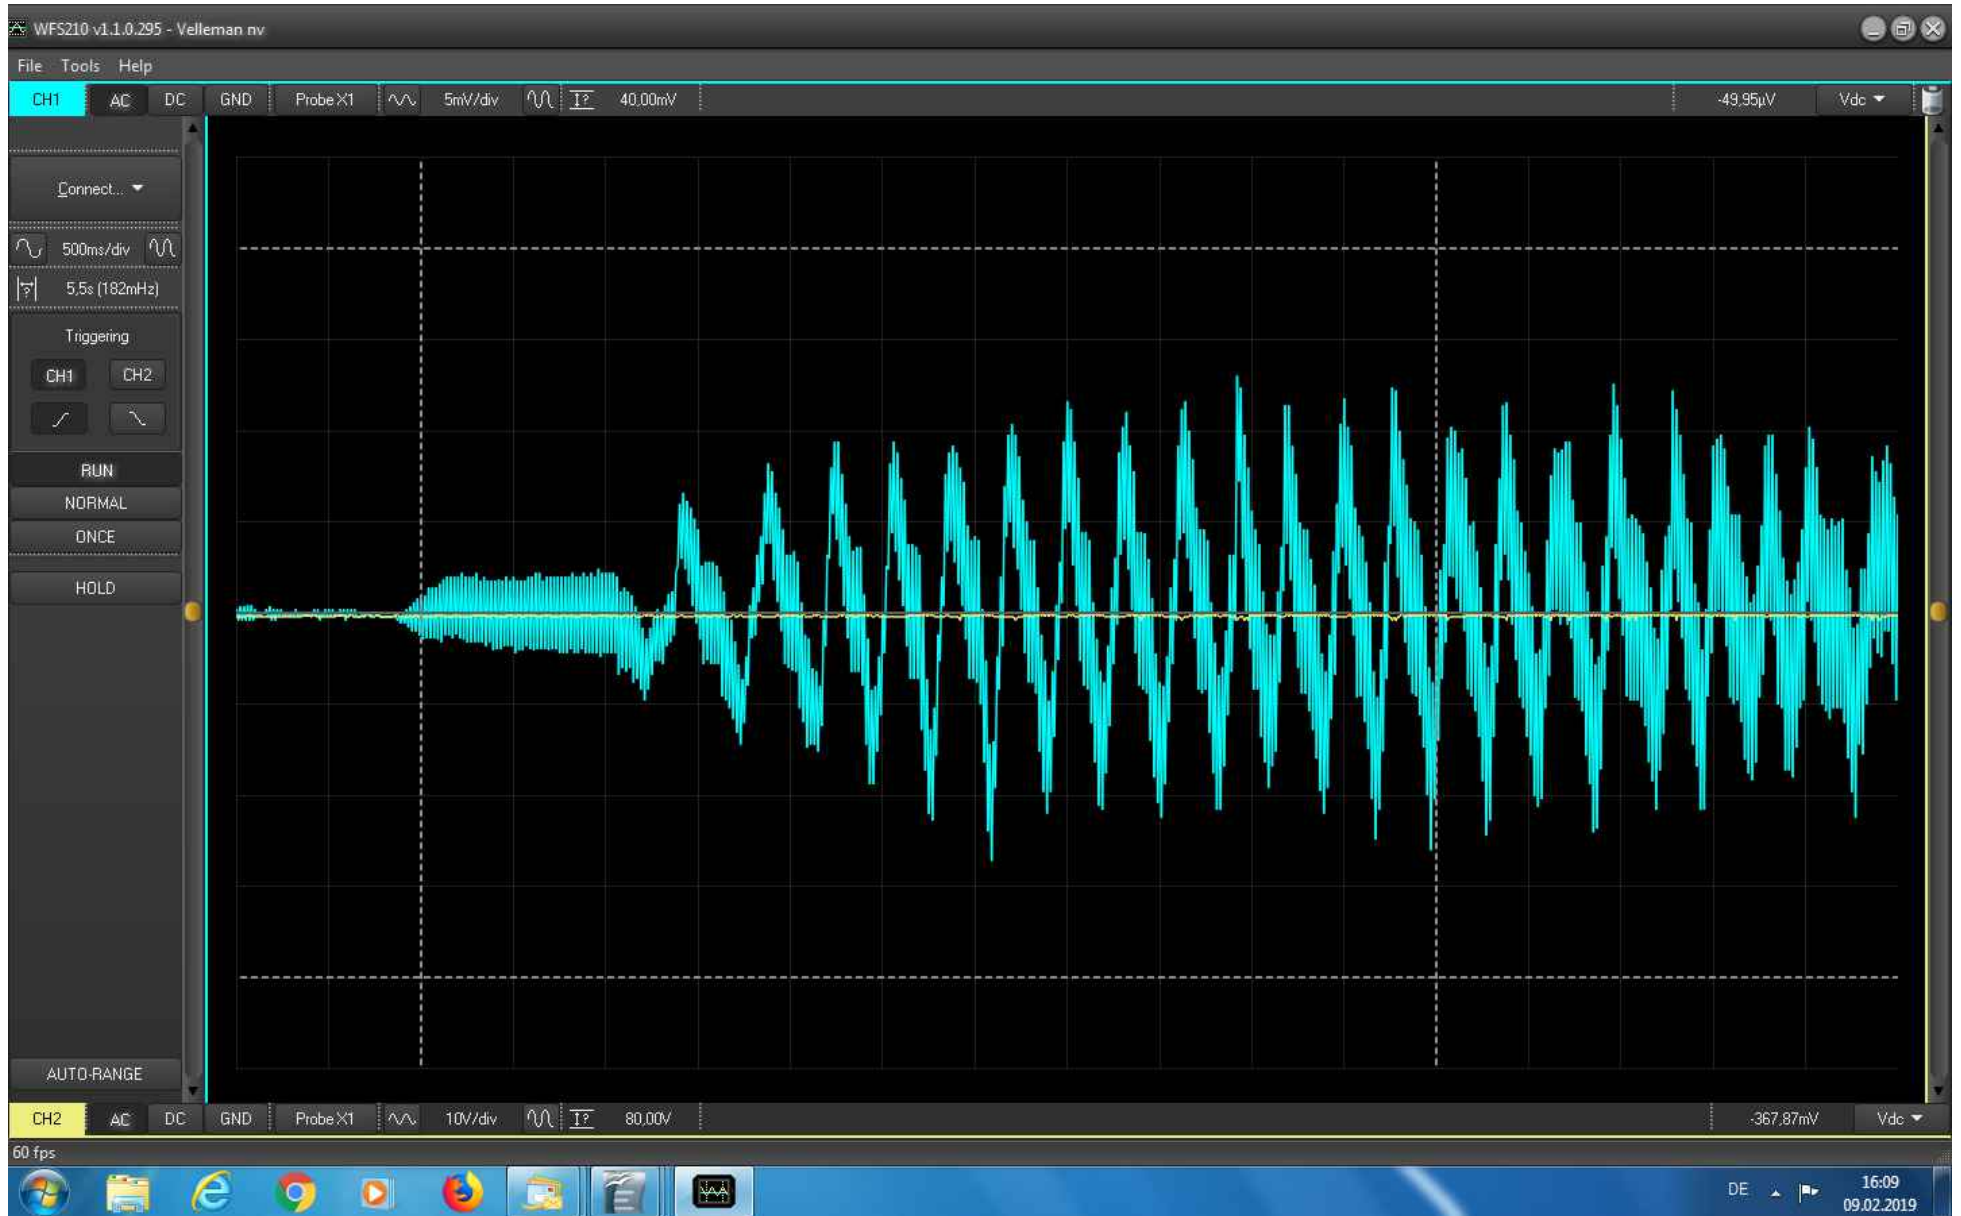 WFS210 v1.1.0.295 - Velleman nv
File Tools Help
CH1 AC DC GND Probe X1 5mV/div I? 40,00mV -49,95µV Vdc
Connect...
500ms/div
? 5,5s (182mHz)
Triggering
CH1 CH2
RUN
NORMAL
ONCE
HOLD
AUTO-RANGE
CH2 AC DC GND Probe X1 10V/div I? 80,00V -367,87mV Vdc
60 fps
DE 16:09
09.02.2019